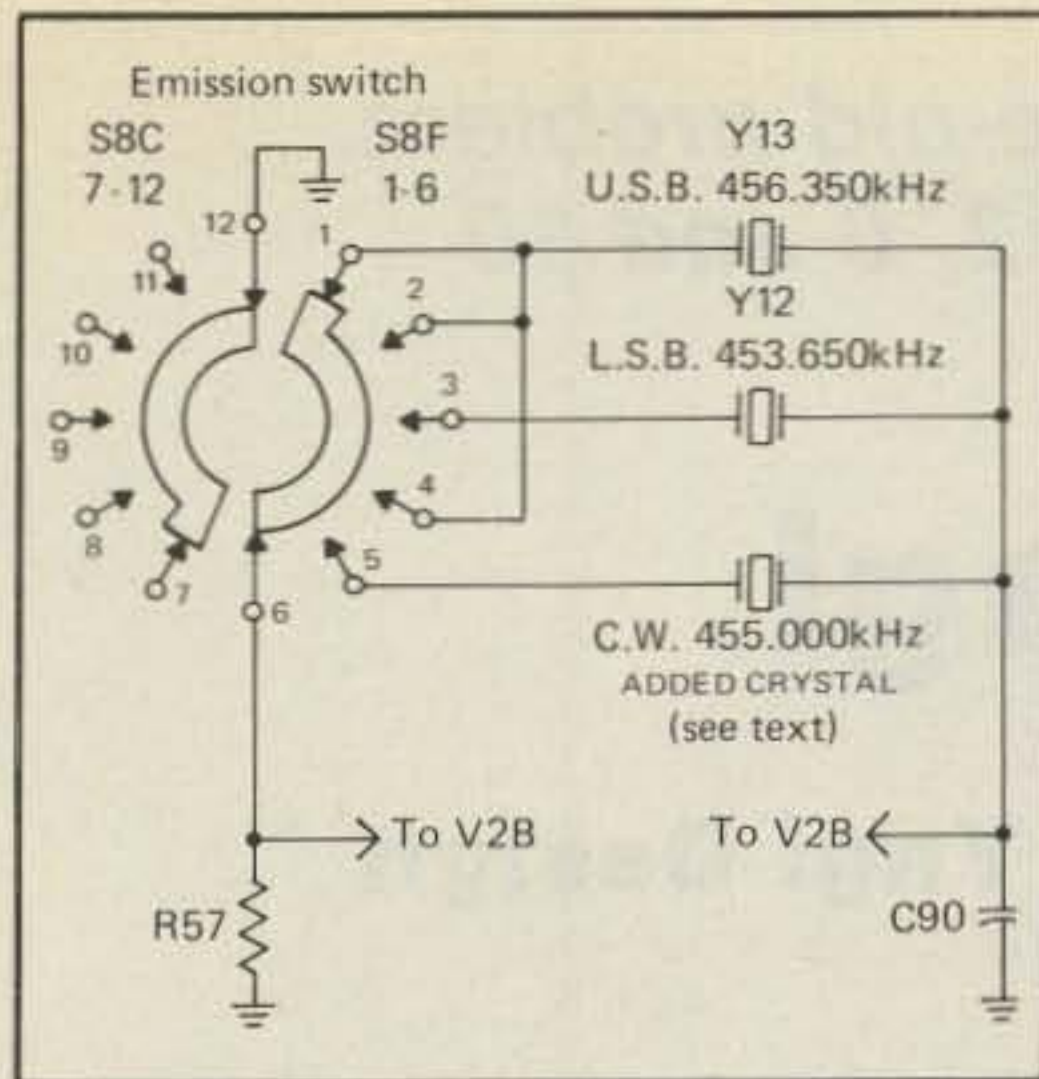 Emission switch
S8C
7-12
S8F
1-6
12
1
11
2
10
3
9
4
8
5
7
6
Y13
U.S.B. 456.350kHz
Y12
L.S.B. 453.650kHz
C.W. 455.000kHz
ADDED CRYSTAL
(see text)
To V2B
To V2B
R57
C90